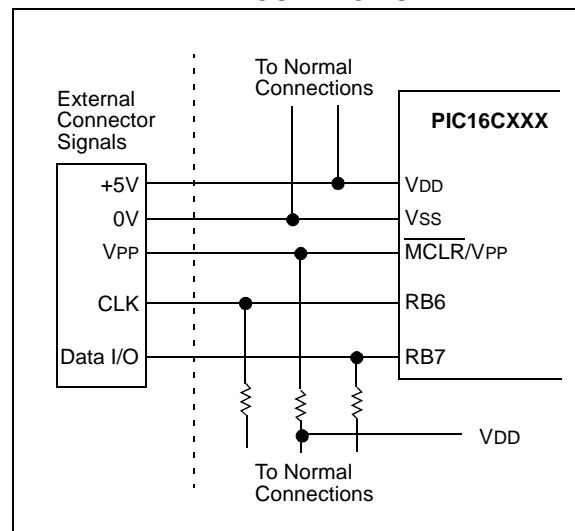 To Normal
Connections
External
Connector
Signals
PIC16CXXX
+5V
0V
VPP
CLK
Data I/O
VDD
VSS
MCLR/VPP
RB6
RB7
VDD
To Normal
Connections